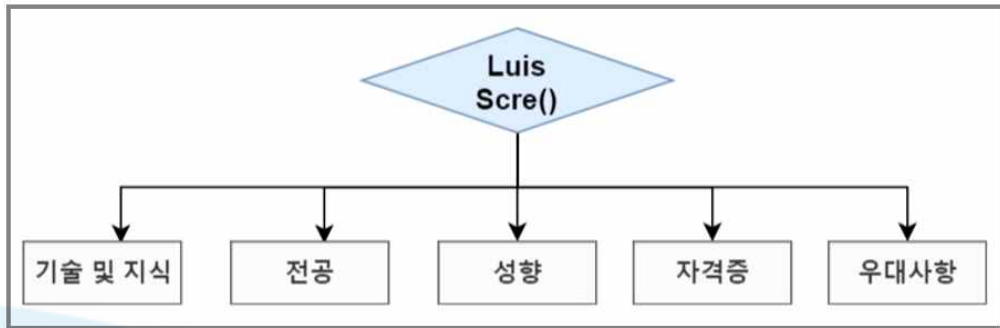 Luis
Scre()
기술 및 지식
전공
성향
자격증
우대사항